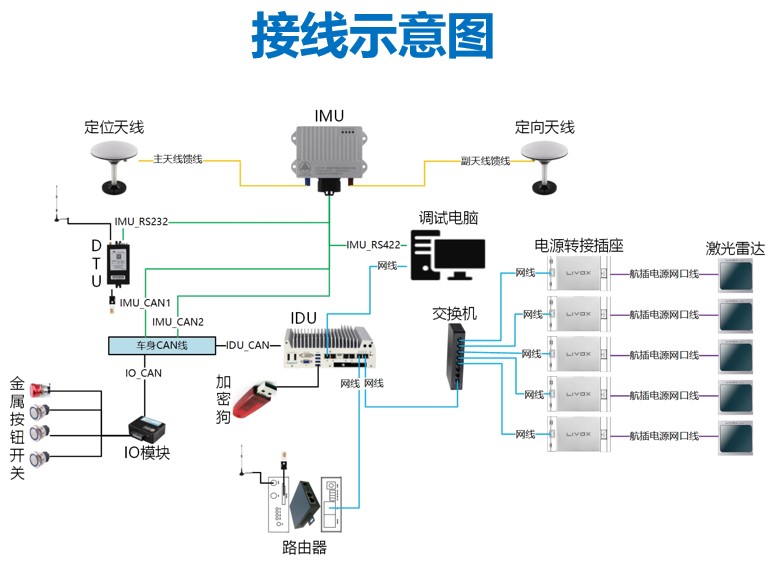 接线示意图
IMU
定位天线
定向天线
主天线馈线
副天线馈线
IMU_RS232
调试电脑
DTU
IMU_RS422
网线
电源转接插座
激光雷达
网线
LIVOX
航插电源网口线
IMU_CAN1
IMU_CAN2
IDU
交换机
网线
LIVOX
航插电源网口线
车身CAN线
IDU_CAN
网线
LIVOX
航插电源网口线
IO_CAN
加密狗
网线
网线
金属按钮开关
网线
LIVOX
航插电源网口线
网线
LIVOX
航插电源网口线
IO模块
路由器